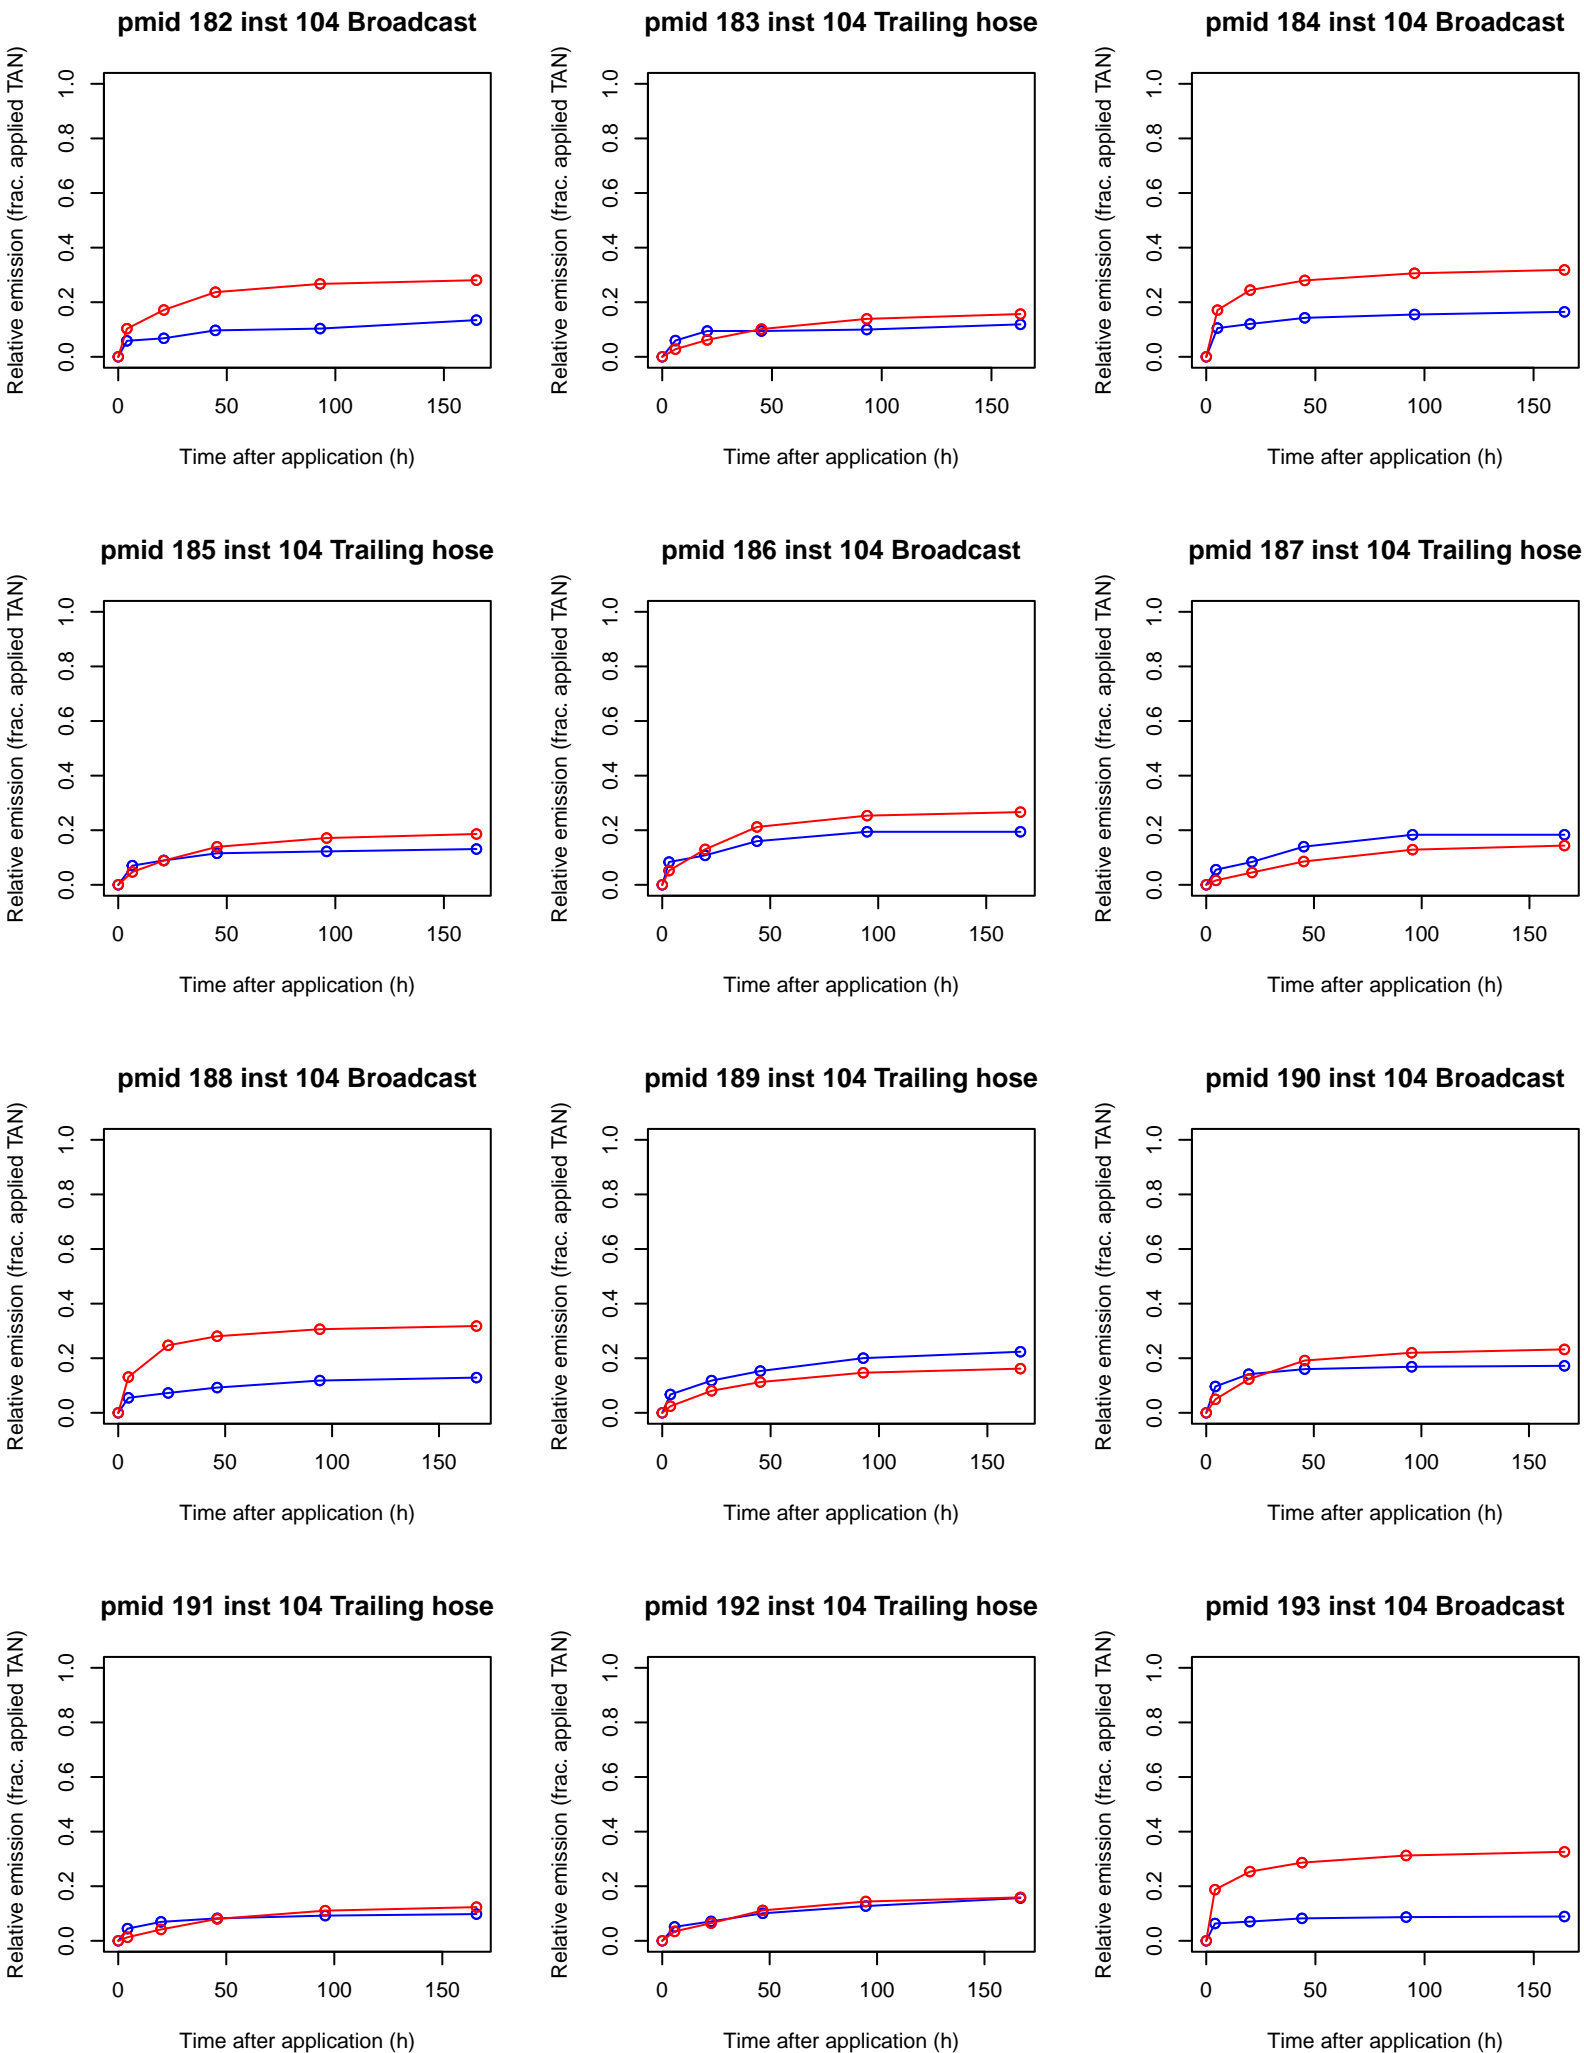 pmid 182 inst 104 Broadcast
Relative emission (frac. applied TAN)
1.0
0.8
0.6
0.4
0.2
0.0
0 50 100 150
Time after application (h)
pmid 183 inst 104 Trailing hose
Relative emission (frac. applied TAN)
1.0
0.8
0.6
0.4
0.2
0.0
0 50 100 150
Time after application (h)
pmid 184 inst 104 Broadcast
Relative emission (frac. applied TAN)
1.0
0.8
0.6
0.4
0.2
0.0
0 50 100 150
Time after application (h)
pmid 185 inst 104 Trailing hose
Relative emission (frac. applied TAN)
1.0
0.8
0.6
0.4
0.2
0.0
0 50 100 150
Time after application (h)
pmid 186 inst 104 Broadcast
Relative emission (frac. applied TAN)
1.0
0.8
0.6
0.4
0.2
0.0
0 50 100 150
Time after application (h)
pmid 187 inst 104 Trailing hose
Relative emission (frac. applied TAN)
1.0
0.8
0.6
0.4
0.2
0.0
0 50 100 150
Time after application (h)
pmid 188 inst 104 Broadcast
Relative emission (frac. applied TAN)
1.0
0.8
0.6
0.4
0.2
0.0
0 50 100 150
Time after application (h)
pmid 189 inst 104 Trailing hose
Relative emission (frac. applied TAN)
1.0
0.8
0.6
0.4
0.2
0.0
0 50 100 150
Time after application (h)
pmid 190 inst 104 Broadcast
Relative emission (frac. applied TAN)
1.0
0.8
0.6
0.4
0.2
0.0
0 50 100 150
Time after application (h)
pmid 191 inst 104 Trailing hose
Relative emission (frac. applied TAN)
1.0
0.8
0.6
0.4
0.2
0.0
0 50 100 150
Time after application (h)
pmid 192 inst 104 Trailing hose
Relative emission (frac. applied TAN)
1.0
0.8
0.6
0.4
0.2
0.0
0 50 100 150
Time after application (h)
pmid 193 inst 104 Broadcast
Relative emission (frac. applied TAN)
1.0
0.8
0.6
0.4
0.2
0.0
0 50 100 150
Time after application (h)